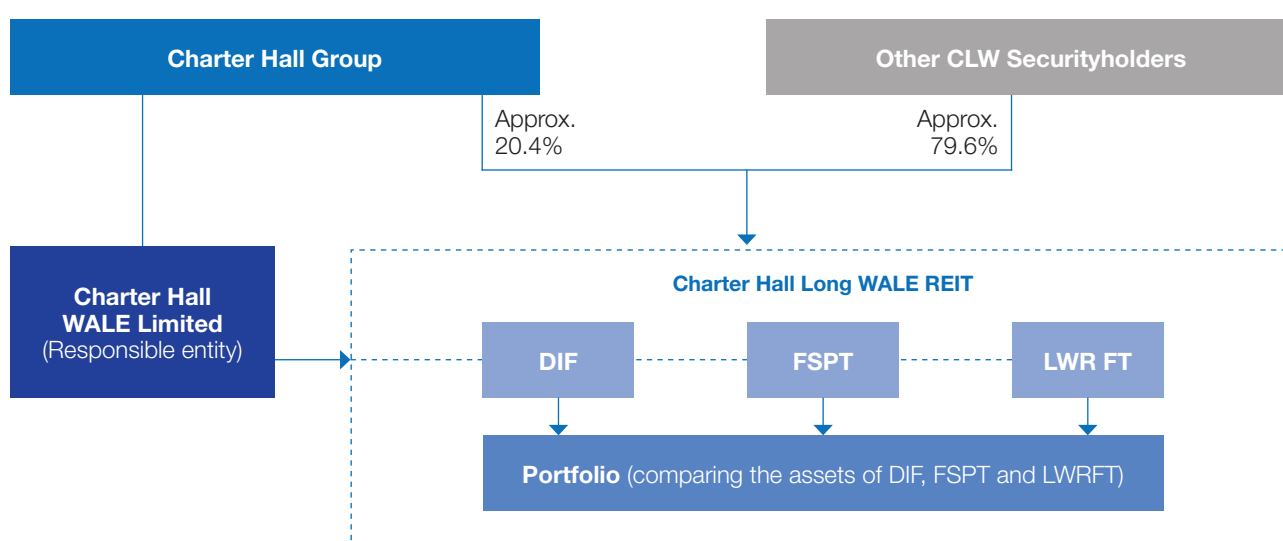 Charter Hall Group
Other CLW Securityholders
Approx.
20.4%
Approx.
79.6%
Charter Hall
WALE Limited
(Responsible entity)
Charter Hall Long WALE REIT
DIF
FSPT
LWR FT
Portfolio (comparing the assets of DIF, FSPT and LWRFT)